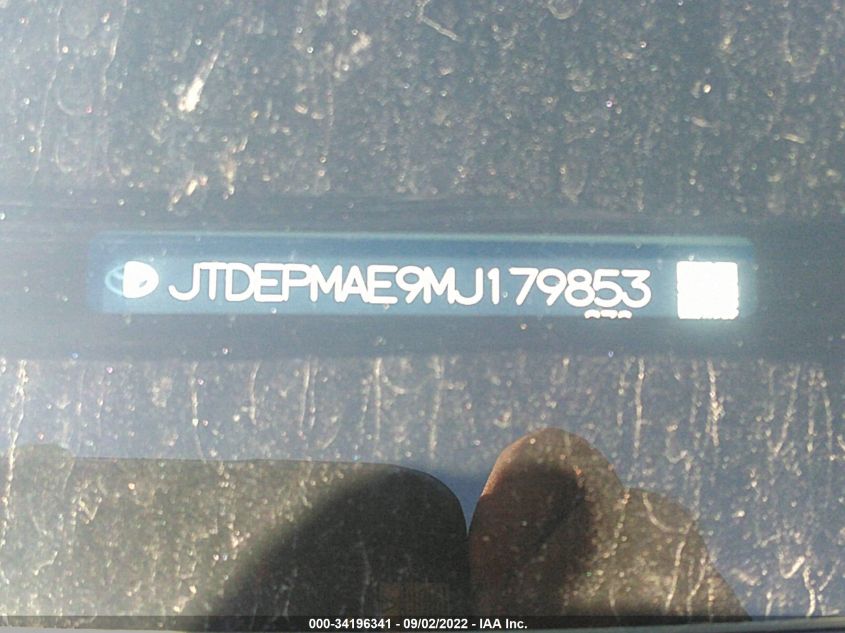 JTDEPMAE9MJ179853
000-34196341 - 09/02/2022 - IAA Inc.